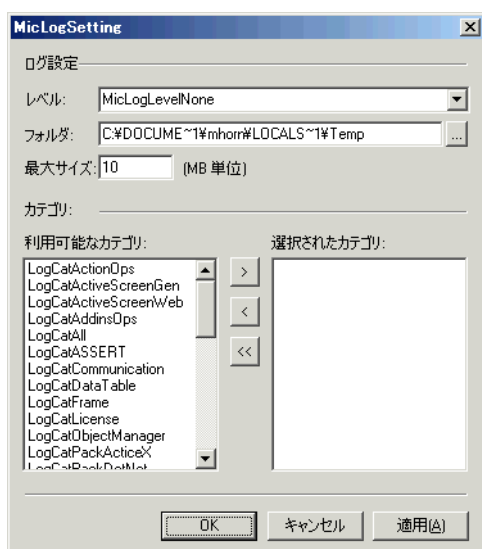 MicLogSetting
ログ設定
レベル: MicLogLevelNone
フォルダ: C:¥DOCUME~1¥mhorn¥LOCALS~1¥Temp ...
最大サイズ: 10 (MB 単位)
カテゴリ:
利用可能なカテゴリ: 選択されたカテゴリ:
LogCatActionOps
LogCatActiveScreenGen
LogCatActiveScreenWeb
LogCatAddinsOps
LogCatAll
LogCatASSERT
LogCatCommunication
LogCatDataTable
LogCatFrame
LogCatLicense
LogCatObjectManager
LogCatPackActiceX
LogCatPackDotNet
>
<
<<
OK キャンセル 適用(A)